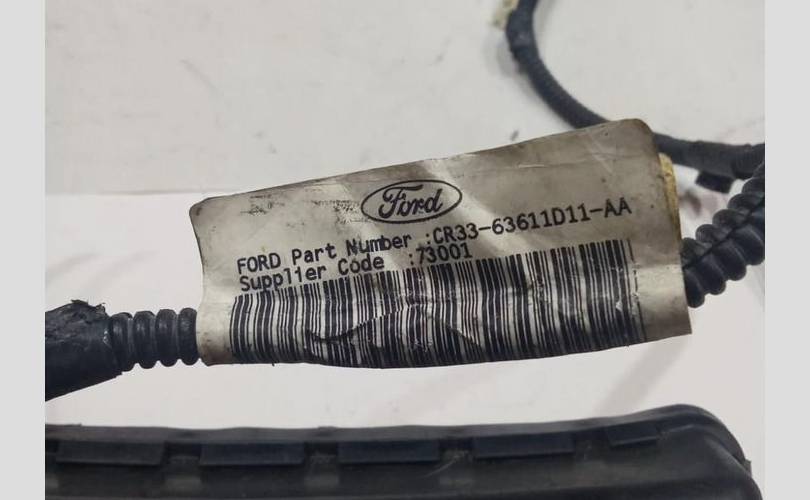 Ford
FORD Part Number :CR33-63611D11-AA
Supplier Code :73001